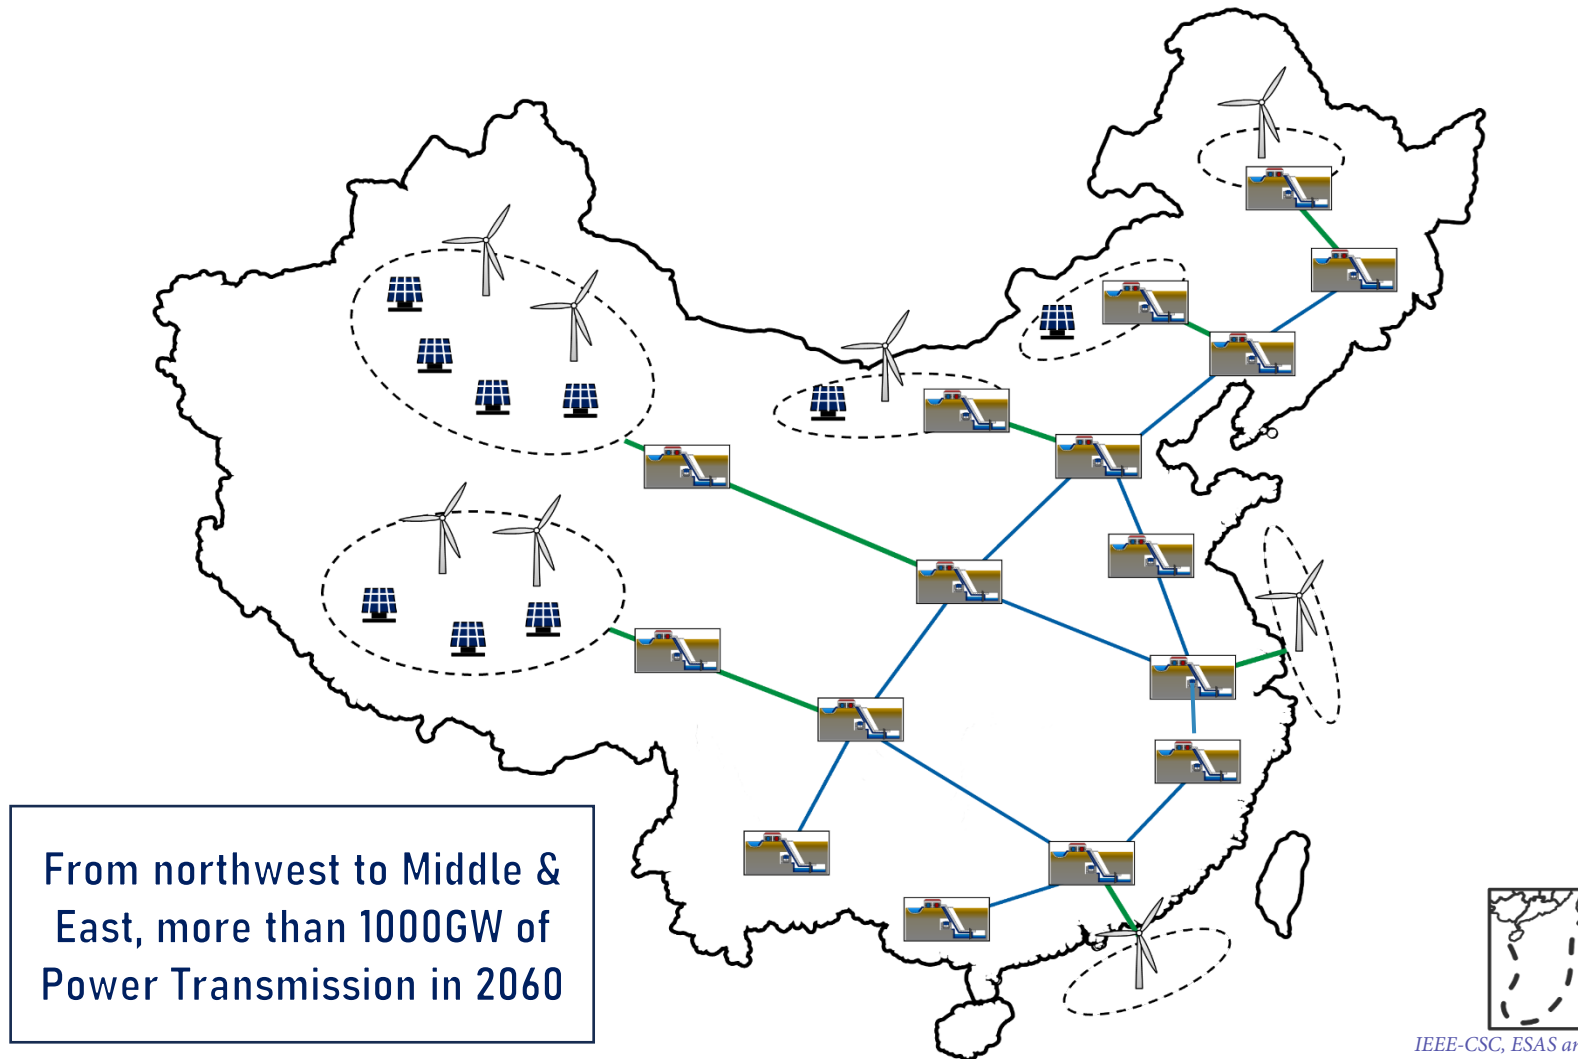 From northwest to Middle &
East, more than 1000GW of
Power Transmission in 2060
IEEE-CSC, ESAS